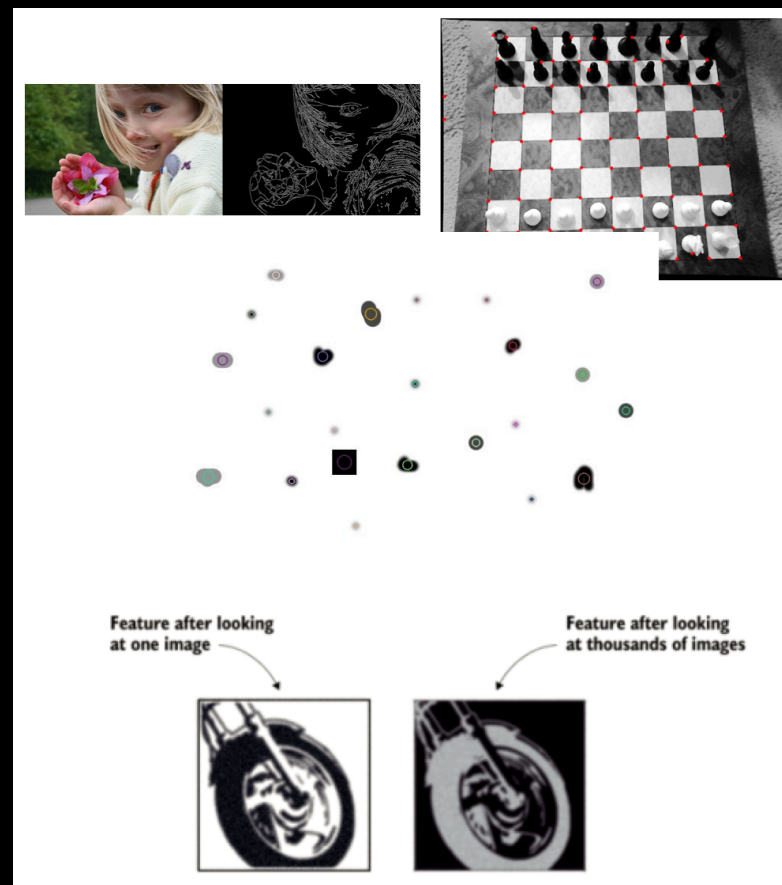 Feature after looking
at one image
Feature after looking
at thousands of images